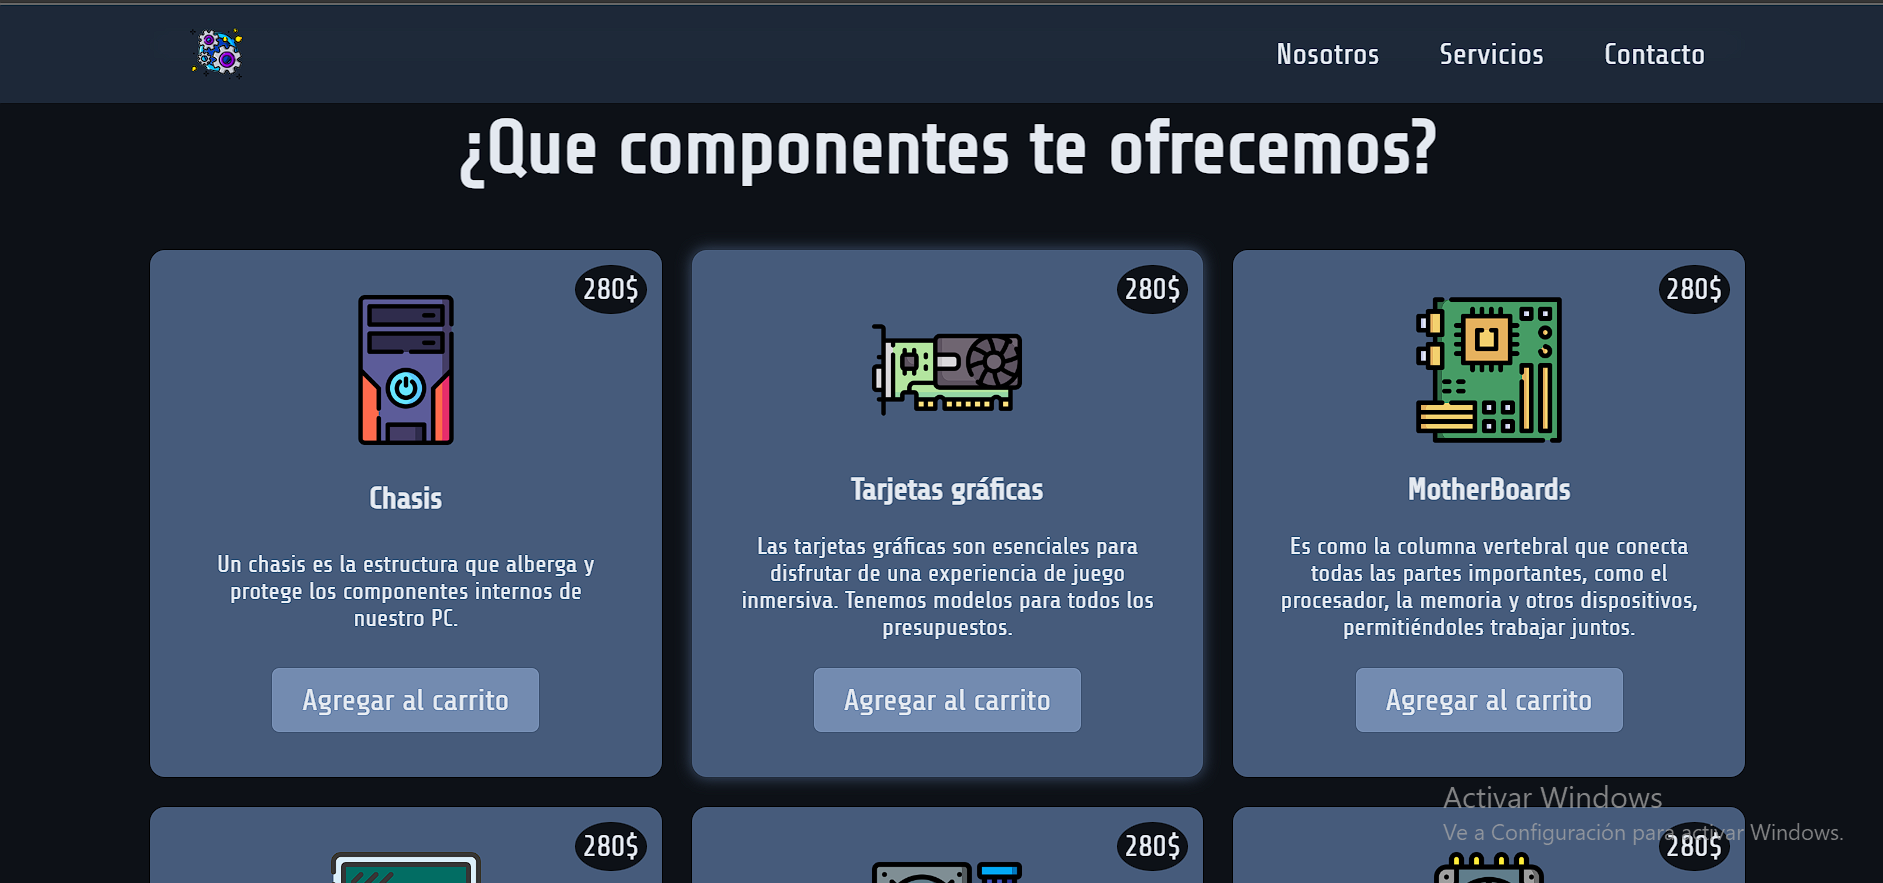 Nosotros Servicios Contacto
¿Que componentes te ofrecemos?
280$
Chasis
Un chasis es la estructura que alberga y
protege los componentes internos de
nuestro PC.
Agregar al carrito
280$
Tarjetas gráficas
Las tarjetas gráficas son esenciales para
disfrutar de una experiencia de juego
inmersiva. Tenemos modelos para todos los
presupuestos.
Agregar al carrito
280$
MotherBoards
Es como la columna vertebral que conecta
todas las partes importantes, como el
procesador, la memoria y otros dispositivos,
permitiéndoles trabajar juntos.
Agregar al carrito
280$
280$
280$
Activar Windows
Ve a Configuración para activar Windows.